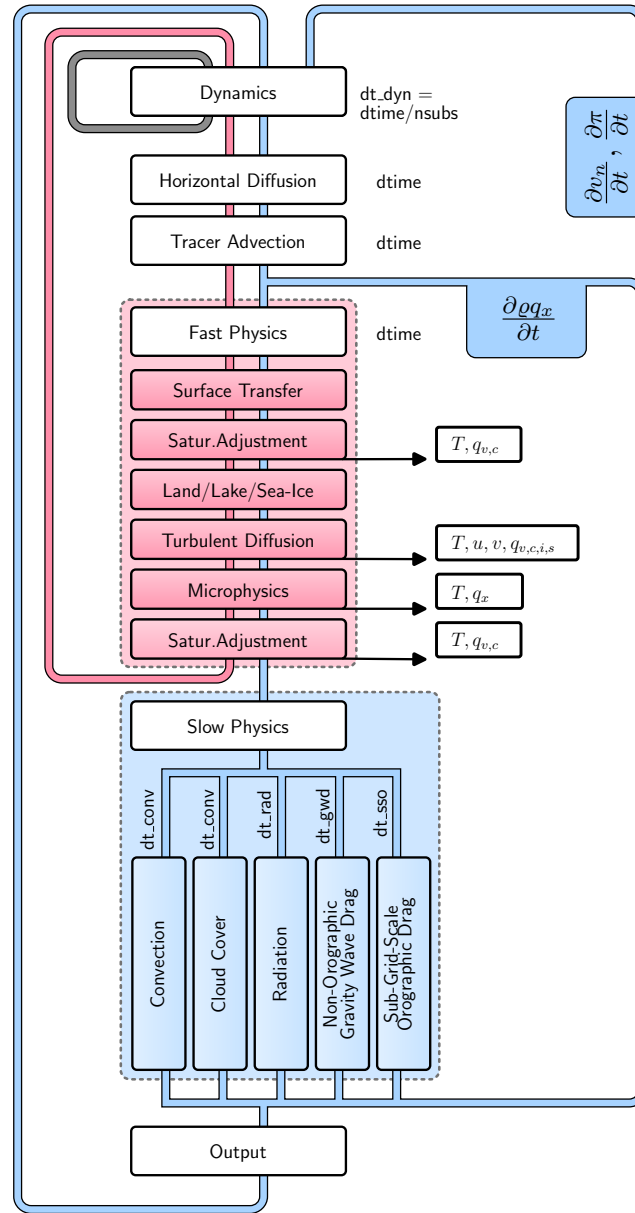 Dynamics
dt_dyn =
dtime/nsubs
∂v_n/∂t , ∂π/∂t
Horizontal Diffusion
dtime
Tracer Advection
dtime
∂ϱq_x/∂t
Fast Physics
dtime
Surface Transfer
Satur.Adjustment
T, q_{v,c}
Land/Lake/Sea-Ice
Turbulent Diffusion
T, u, v, q_{v,c,i,s}
Microphysics
T, q_x
Satur.Adjustment
T, q_{v,c}
Slow Physics
dt_conv
dt_conv
dt_rad
dt_gwd
dt_sso
Convection
Cloud Cover
Radiation
Non-Orographic
Gravity Wave Drag
Sub-Grid-Scale
Orographic Drag
Output